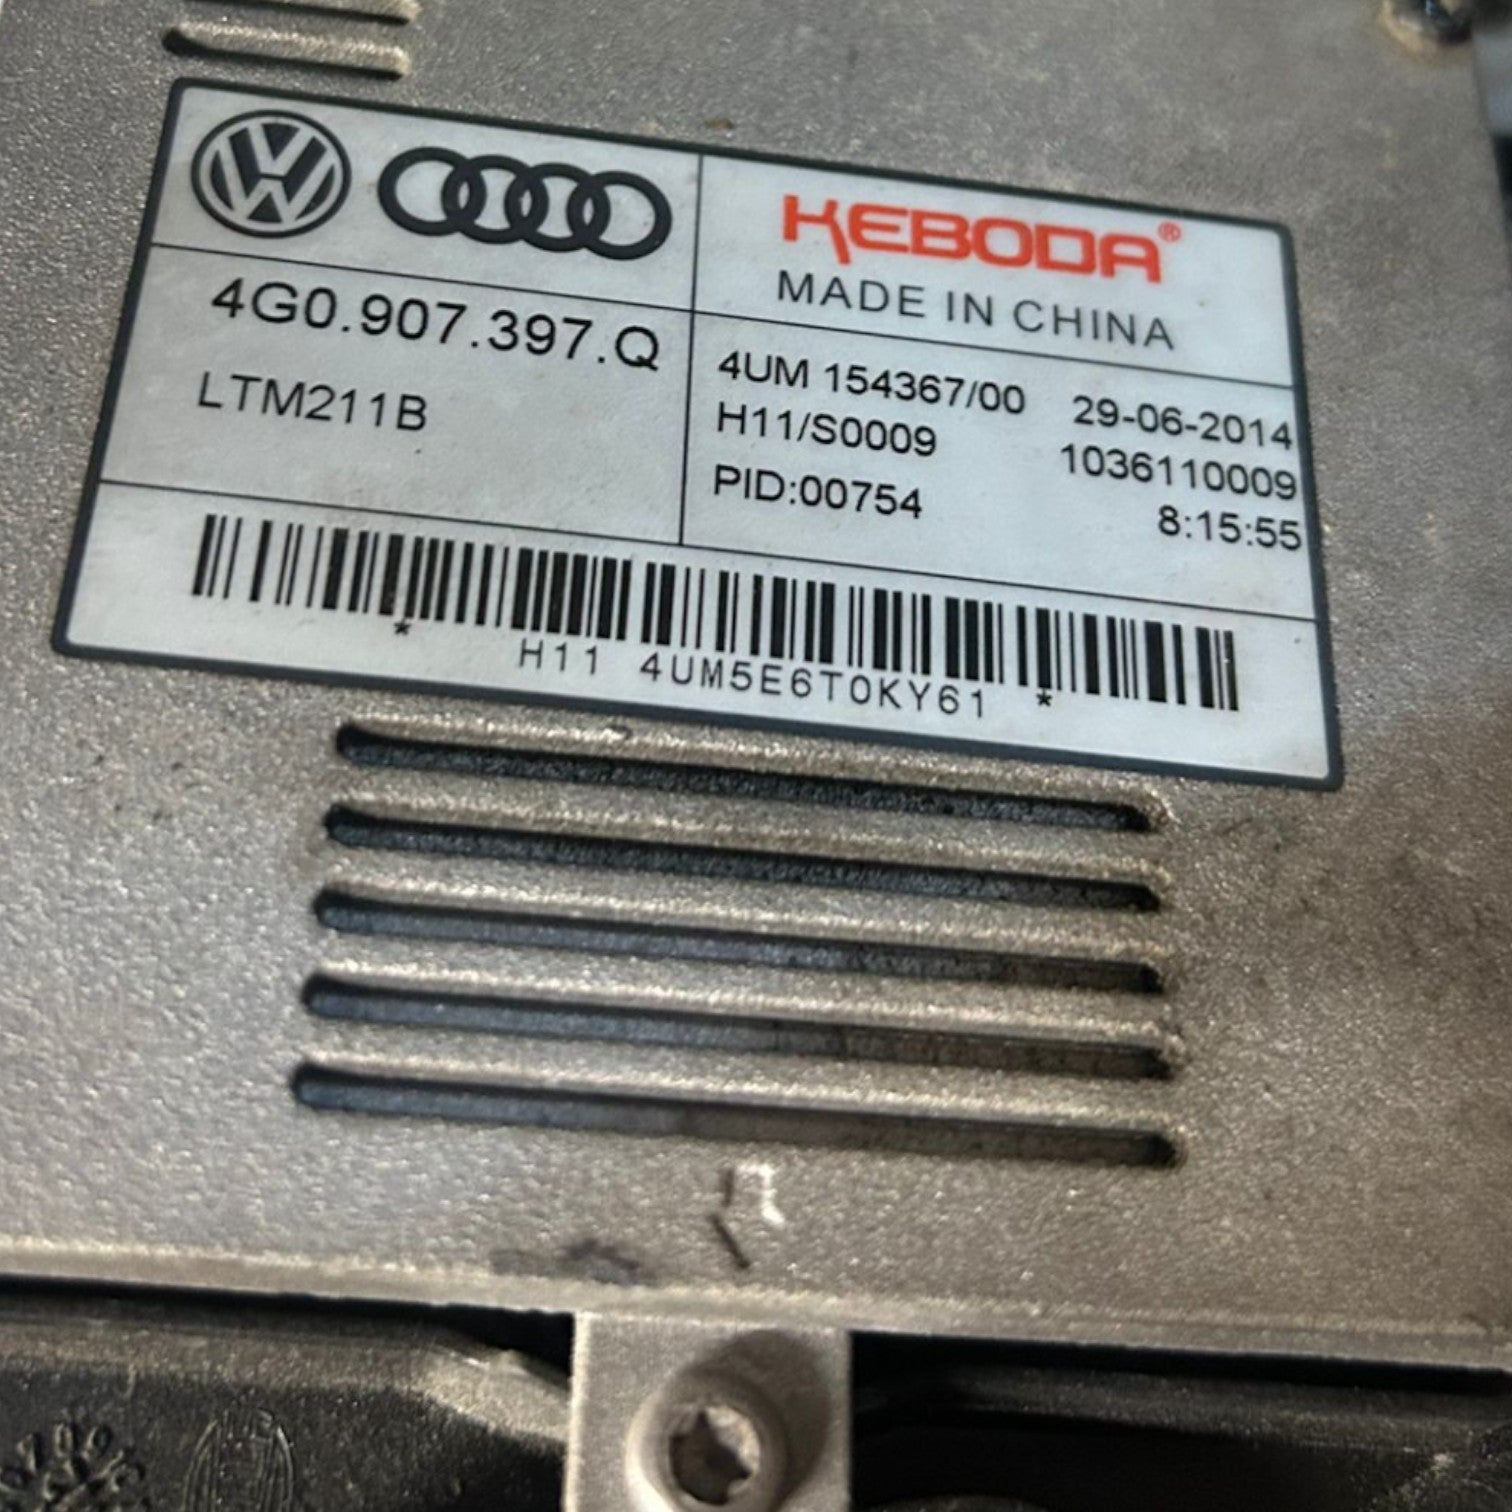 KEBODA®
MADE IN CHINA
4G0.907.397.Q
LTM211B
4UM 154367/00 29-06-2014
H11/S0009 1036110009
PID:00754 8:15:55
* H11 4UM5E6T0KY61 *